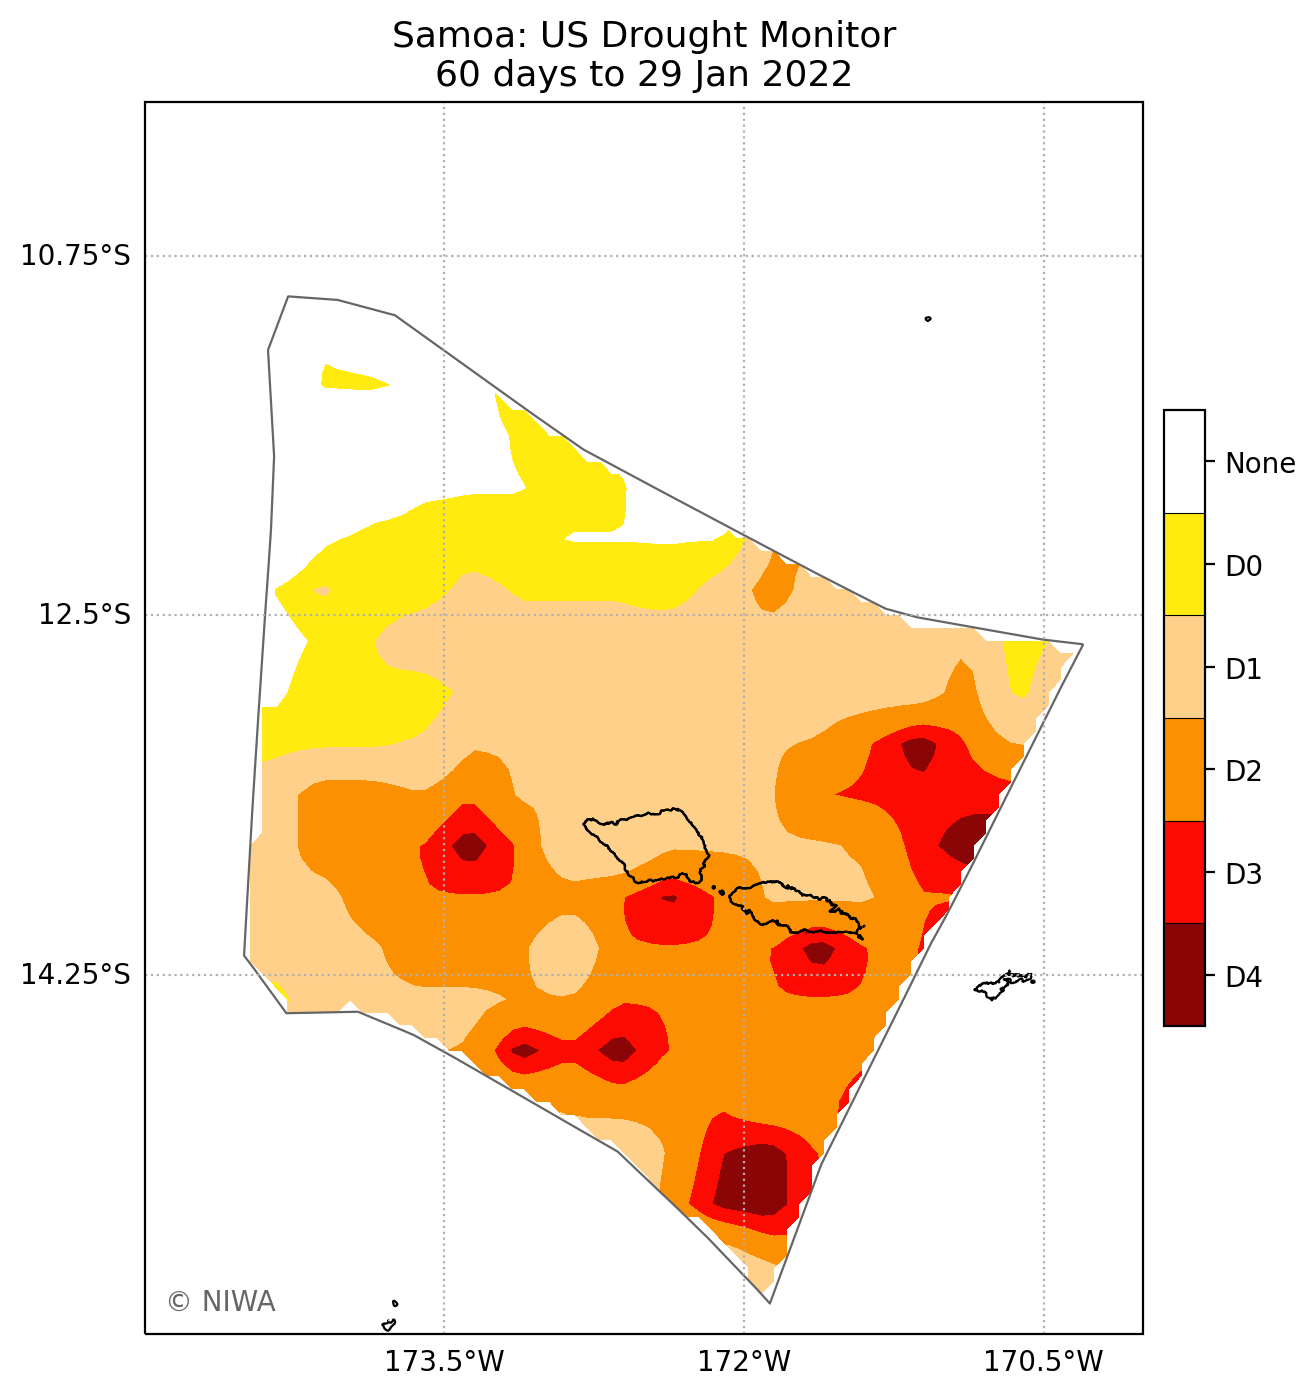 Samoa: US Drought Monitor
60 days to 29 Jan 2022
10.75°S
12.5°S
14.25°S
173.5°W
172°W
170.5°W
None
D0
D1
D2
D3
D4
© NIWA